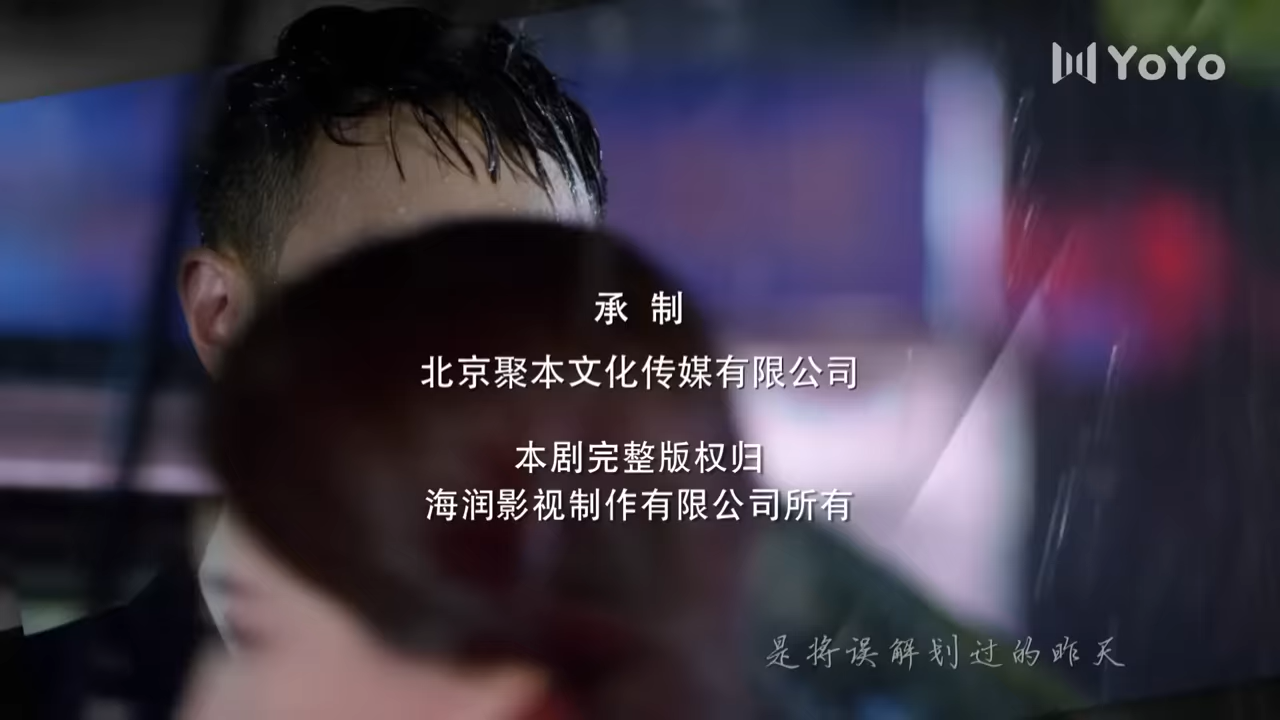 YoYo
承 制
北京聚本文化传媒有限公司
本剧完整版权归
海润影视制作有限公司所有
是将误解划过的昨天